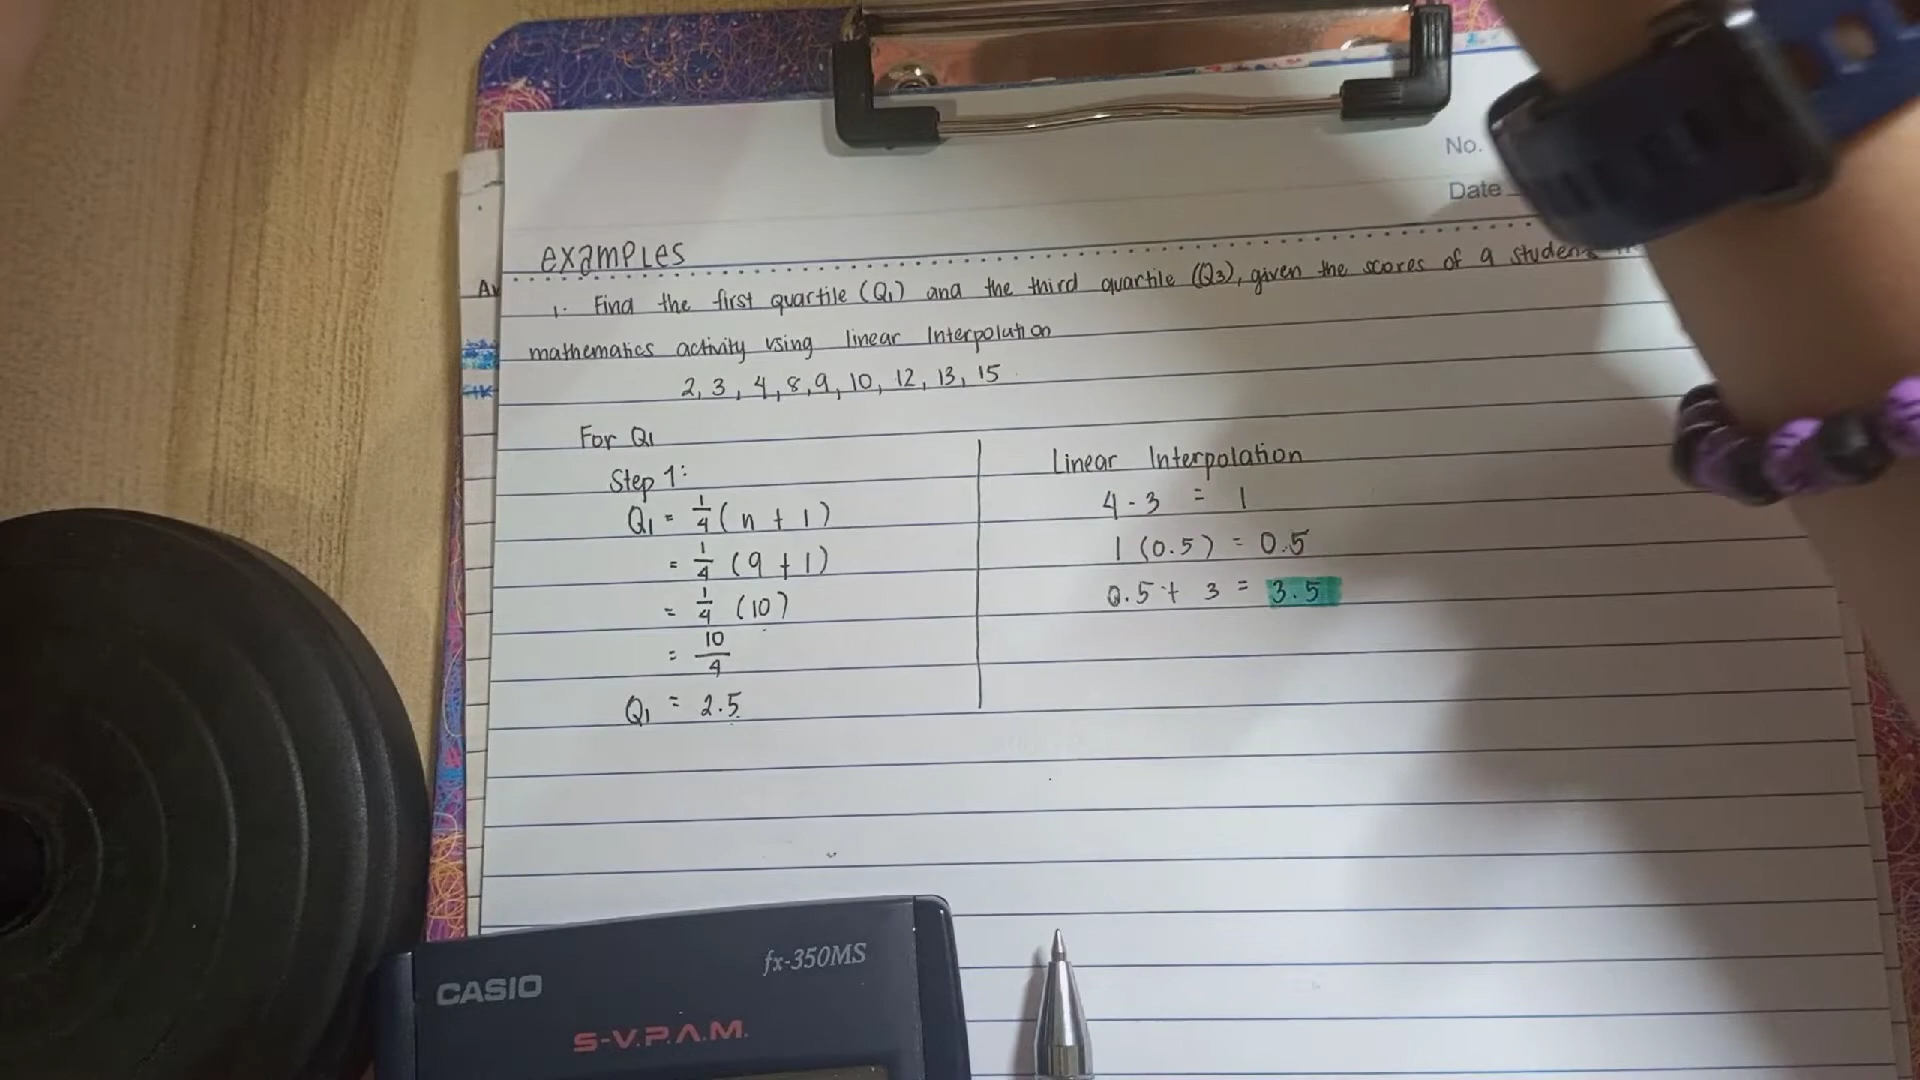 No.
Date
examples
1. Find the first quartile (Q1) and the third quartile (Q3), given the scores of 9 students
mathematics activity using linear Interpolation
2, 3, 4, 8, 9, 10, 12, 13, 15
For Q1
Step 1:
Q1 = 1/4 (n + 1)
= 1/4 (9 + 1)
= 1/4 (10)
= 10/4
Q1 = 2.5
Linear Interpolation
4 - 3 = 1
1 (0.5) = 0.5
0.5 + 3 = 3.5
CASIO
fx-350MS
S-V.P.A.M.